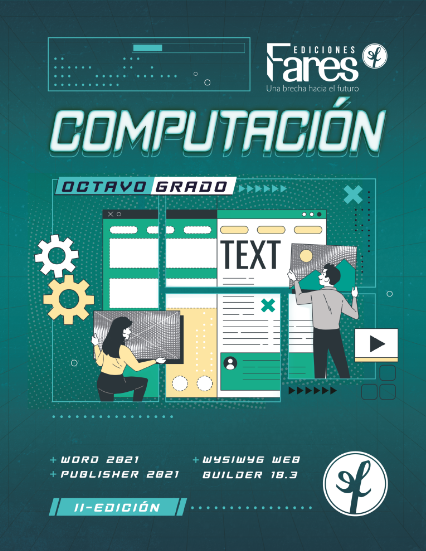 EDICIONES
Fares
Una brecha hacia el futuro
COMPUTACIÓN
OCTAVO GRADO
TEXT
+ WORD 2021
+ PUBLISHER 2021
+ WYSIWYG WEB
BUILDER 18.3
II-EDICIÓN